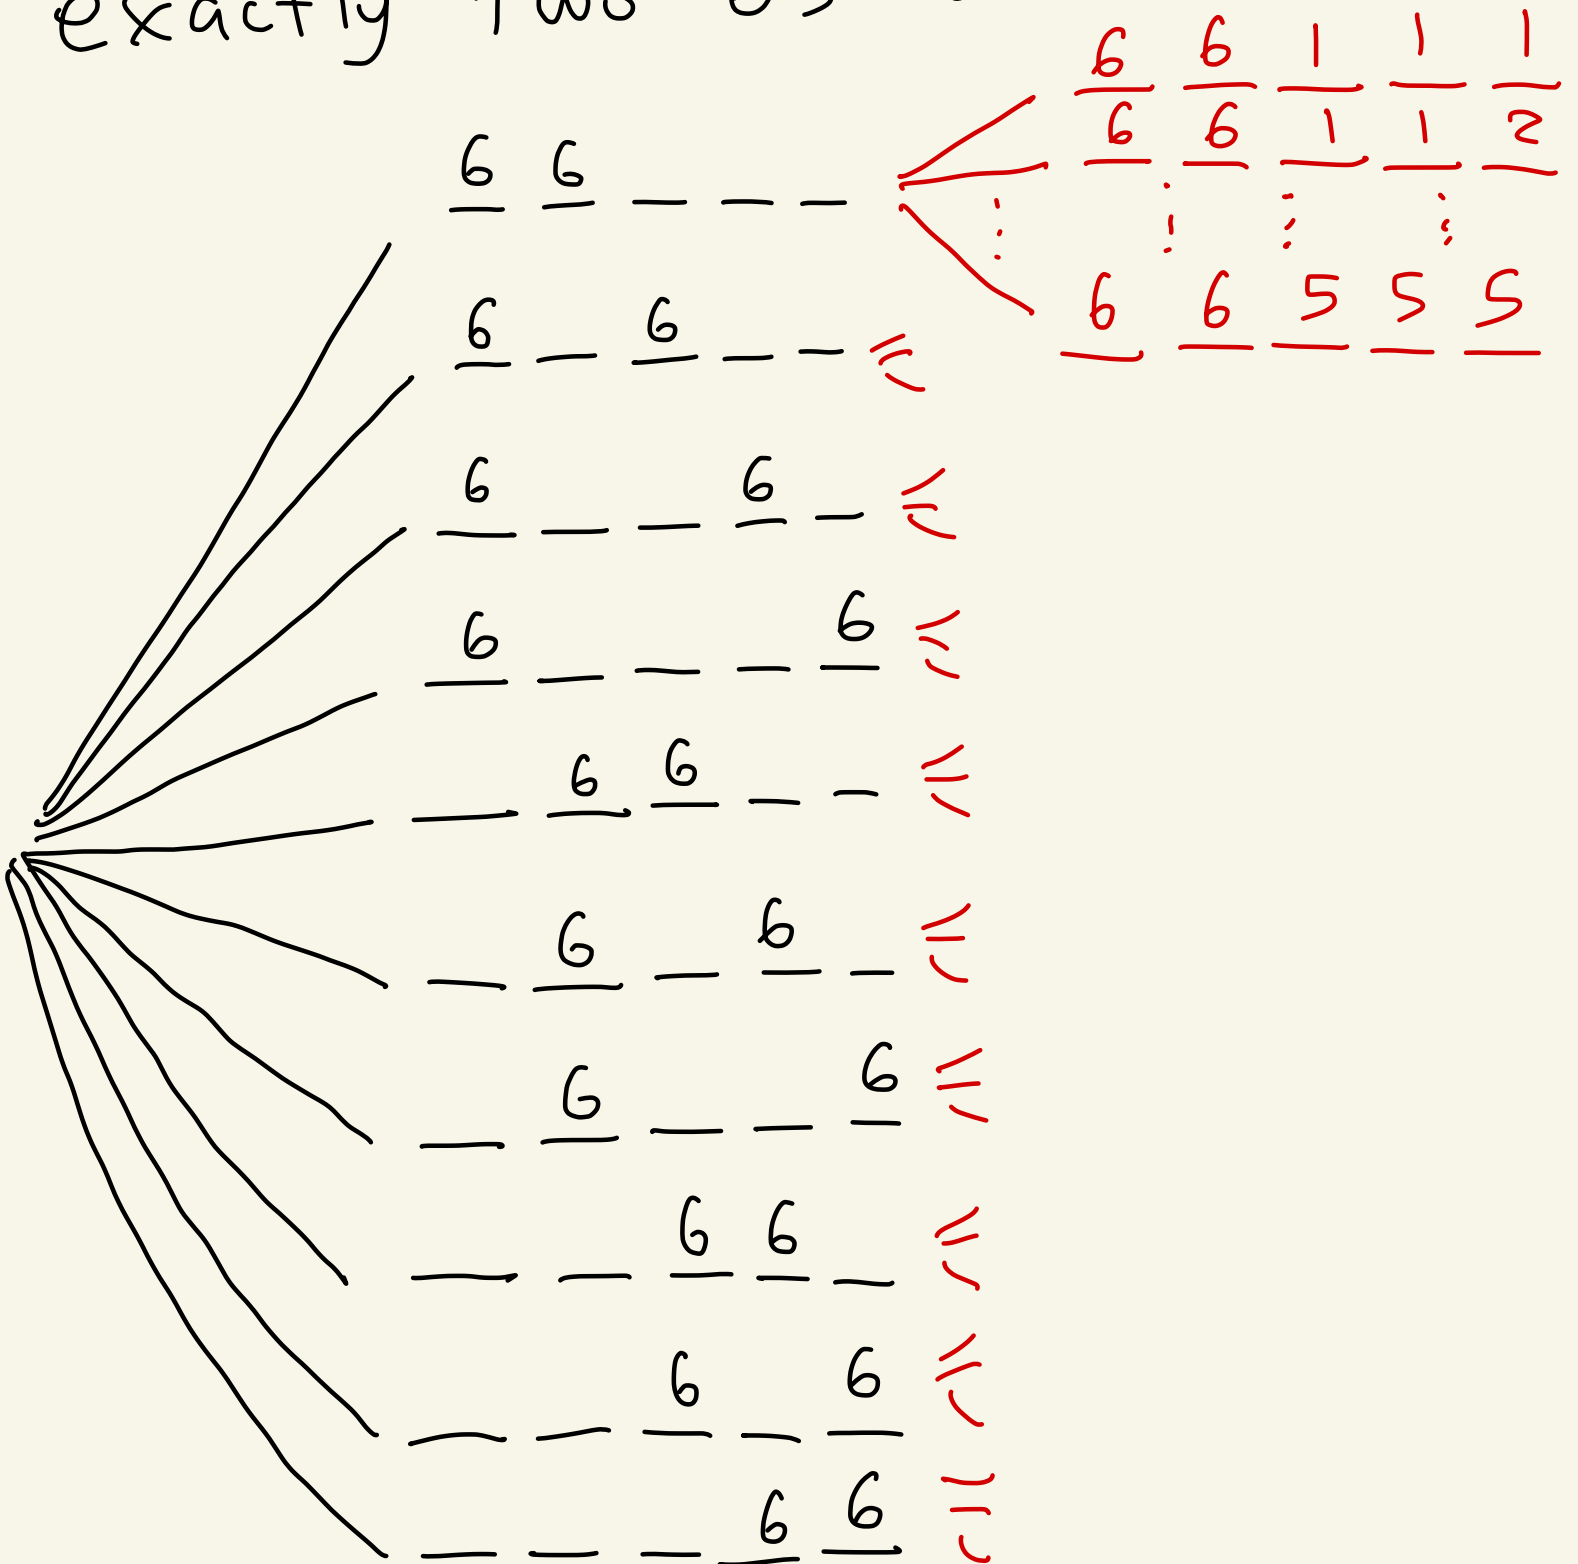 exactly two 6s
6 6 1 1 1
6 6 _ _ _
6 6 1 1 2
6 6 5 5 5
6 _ 6 _ _
6 _ _ 6 _
6 _ _ _ 6
_ 6 6 _ _
_ 6 _ 6 _
_ 6 _ _ 6
_ _ 6 6 _
_ _ 6 _ 6
_ _ _ 6 6